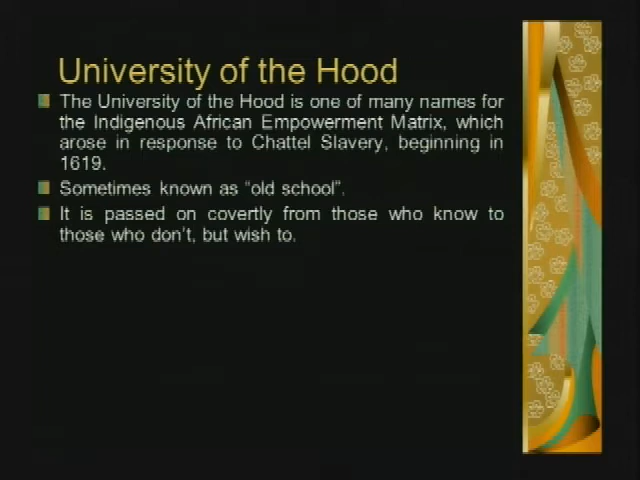 University of the Hood
The University of the Hood is one of many names for
the Indigenous African Empowerment Matrix, which
arose in response to Chattel Slavery, beginning in
1619.
Sometimes known as “old school”.
It is passed on covertly from those who know to
those who don’t, but wish to.